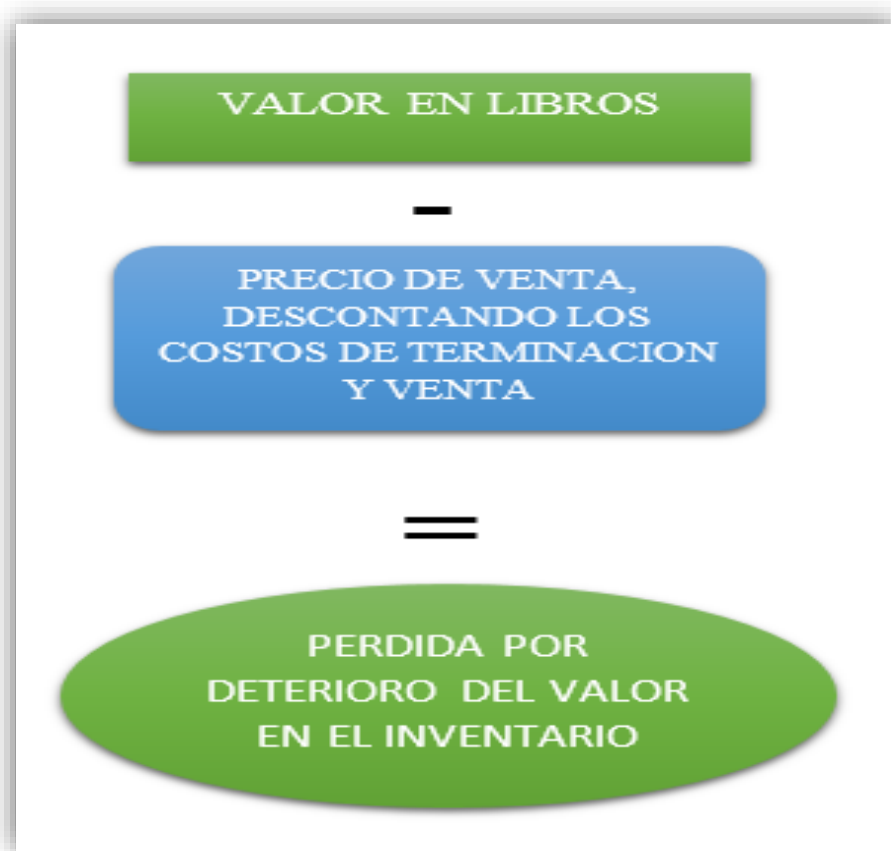 VALOR EN LIBROS
-
PRECIO DE VENTA,
DESCONTANDO LOS
COSTOS DE TERMINACION
Y VENTA
=
PERDIDA POR
DETERIORO DEL VALOR
EN EL INVENTARIO